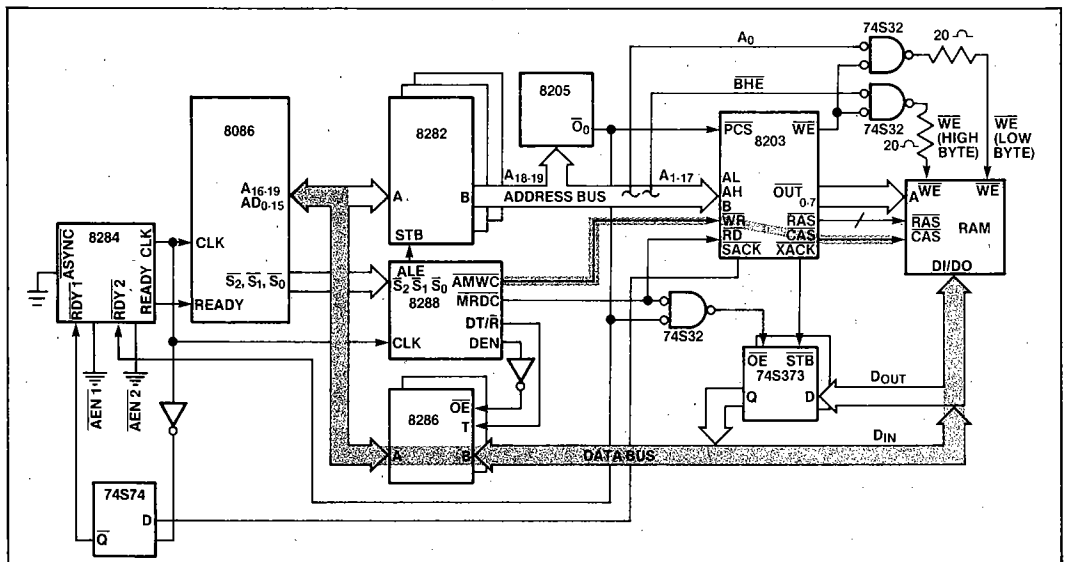 74S32
20
A0
BHE
74S32
20
WE (HIGH BYTE)
WE (LOW BYTE)
8086
A16-19
AD0-15
CLK
S2, S1, S0
READY
8282
A
B
STB
8205
O0
A18-19
ADDRESS BUS
A1-17
8203
PCS
WE
AL
AH
B
OUT 0-7
WR
RAS
RD
CAS
SACK
XACK
WE
WE
A
RAS
RAM
CAS
DI/DO
8284
ASYNC
CLK
RDY 1
RDY 2
READY
AEN 1
AEN 2
ALE
S2 S1 S0
8288
AMWC
MRDC
DT/R
DEN
CLK
74S32
OE
STB
74S373
Q
D
DOUT
DIN
8286
OE
T
A
B
DATA BUS
74S74
D
Q